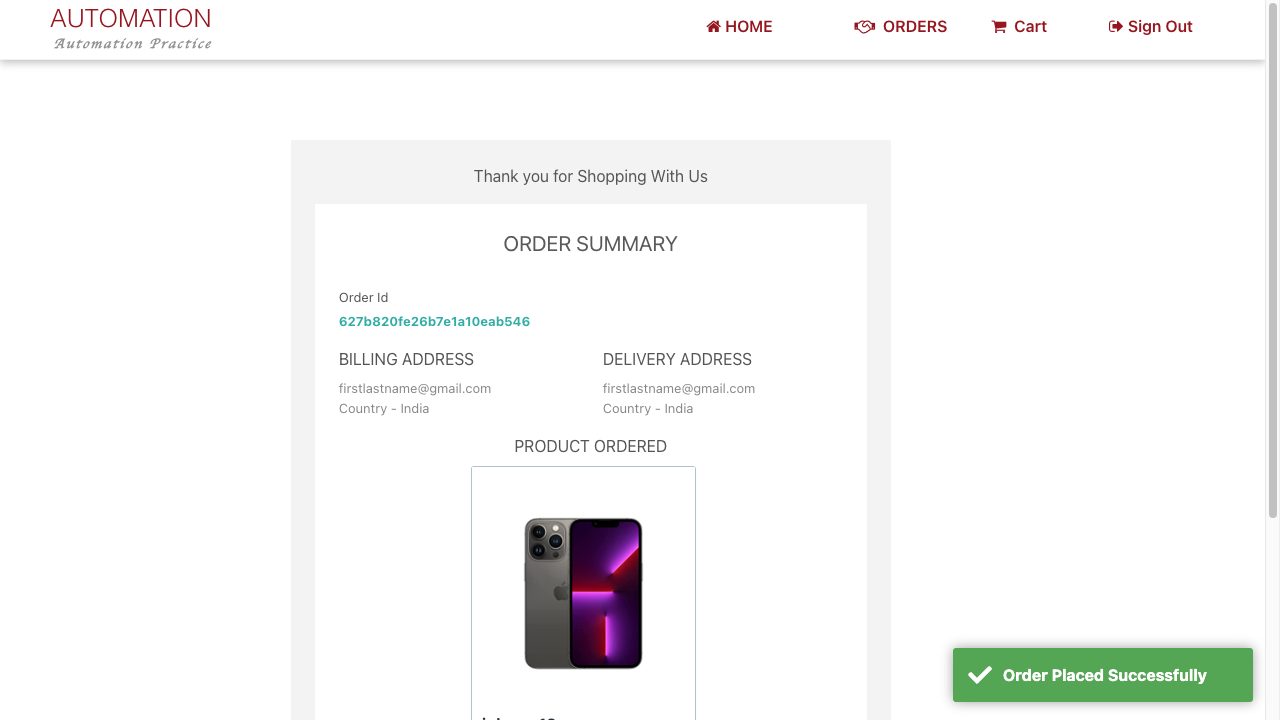 AUTOMATION
Automation Practice
HOME
ORDERS
Cart
Sign Out
Thank you for Shopping With Us
ORDER SUMMARY
Order Id
627b820fe26b7e1a10eab546
BILLING ADDRESS
DELIVERY ADDRESS
firstlastname@gmail.com
firstlastname@gmail.com
Country - India
Country - India
PRODUCT ORDERED
Order Placed Successfully